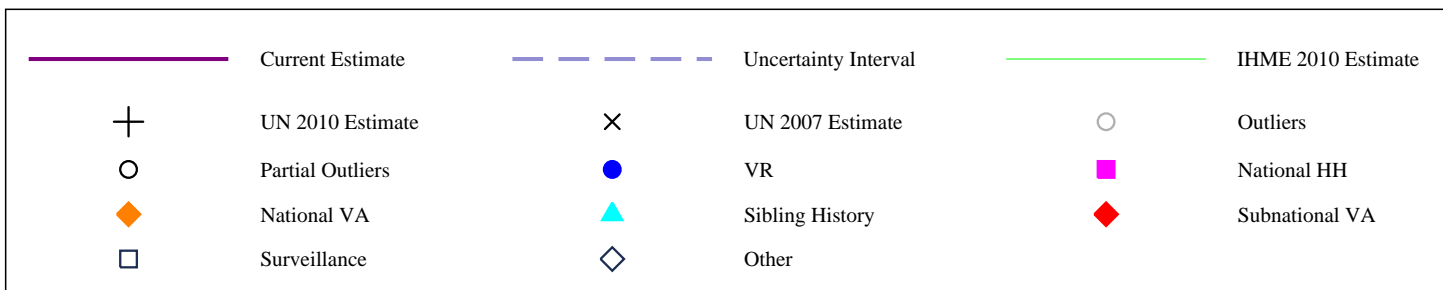 Current Estimate Uncertainty Interval IHME 2010 Estimate
UN 2010 Estimate UN 2007 Estimate Outliers
Partial Outliers VR National HH
National VA Sibling History Subnational VA
Surveillance Other